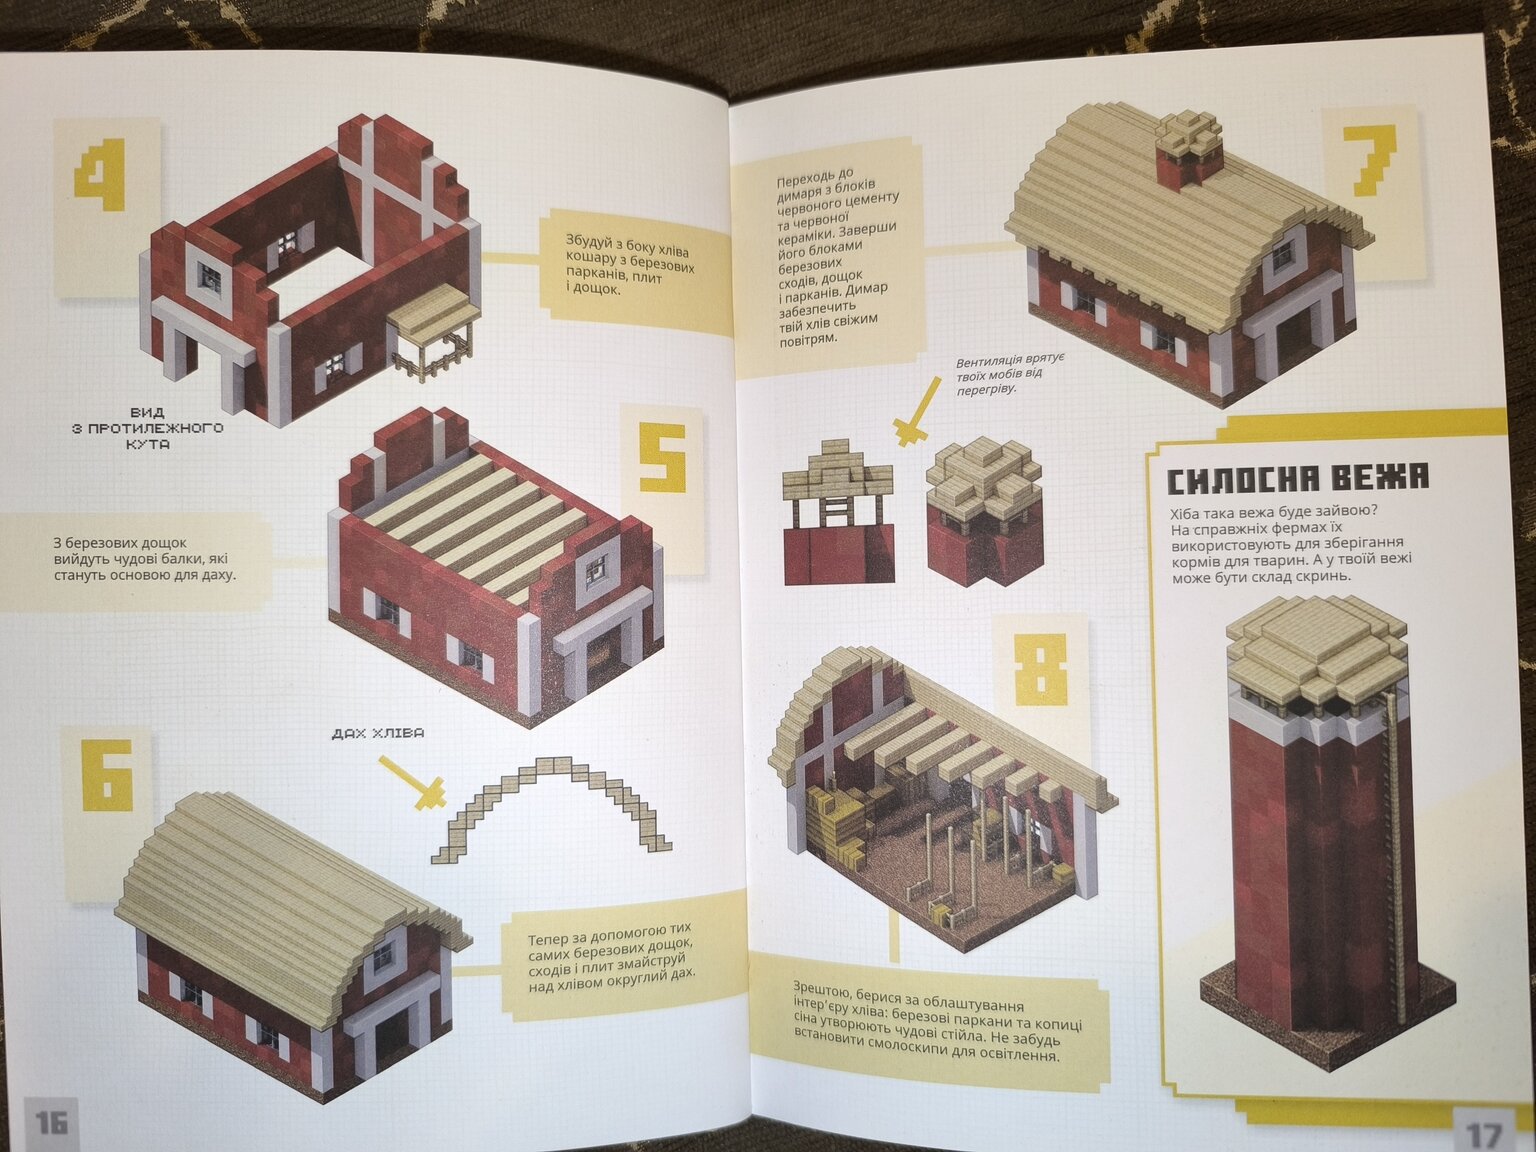 4
Збудуй з боку хліва
кошару з березових
парканів, плит
і дощок.
ВИД
З ПРОТИЛЕЖНОГО
КУТА
5
З березових дощок
вийдуть чудові балки, які
стануть основою для даху.
6
ДАХ ХЛІВА
Тепер за допомогою тих
самих березових дощок,
сходів і плит змайструй
над хлівом округлий дах.
16
7
Переходь до
димаря з блоків
червоного цементу
та червоної
кераміки. Заверши
його блоками
березових
сходів, дощок
і парканів. Димар
забезпечить
твій хлів свіжим
повітрям.
Вентиляція врятує
твоїх мобів від
перегріву.
8
Зрештою, берися за облаштування
інтер'єру хліва: березові паркани та копиці
сіна утворюють чудові стійла. Не забудь
встановити смолоскипи для освітлення.
СИЛОСНА ВЕЖА
Хіба така вежа буде зайвою?
На справжніх фермах їх
використовують для зберігання
кормів для тварин. А у твоїй вежі
може бути склад скринь.
17